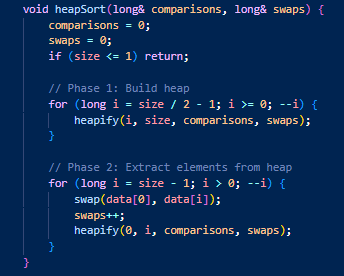 void heapSort(long& comparisons, long& swaps) {
    comparisons = 0;
    swaps = 0;
    if (size <= 1) return;

    // Phase 1: Build heap
    for (long i = size / 2 - 1; i >= 0; --i) {
        heapify(i, size, comparisons, swaps);
    }

    // Phase 2: Extract elements from heap
    for (long i = size - 1; i > 0; --i) {
        swap(data[0], data[i]);
        swaps++;
        heapify(0, i, comparisons, swaps);
    }
}